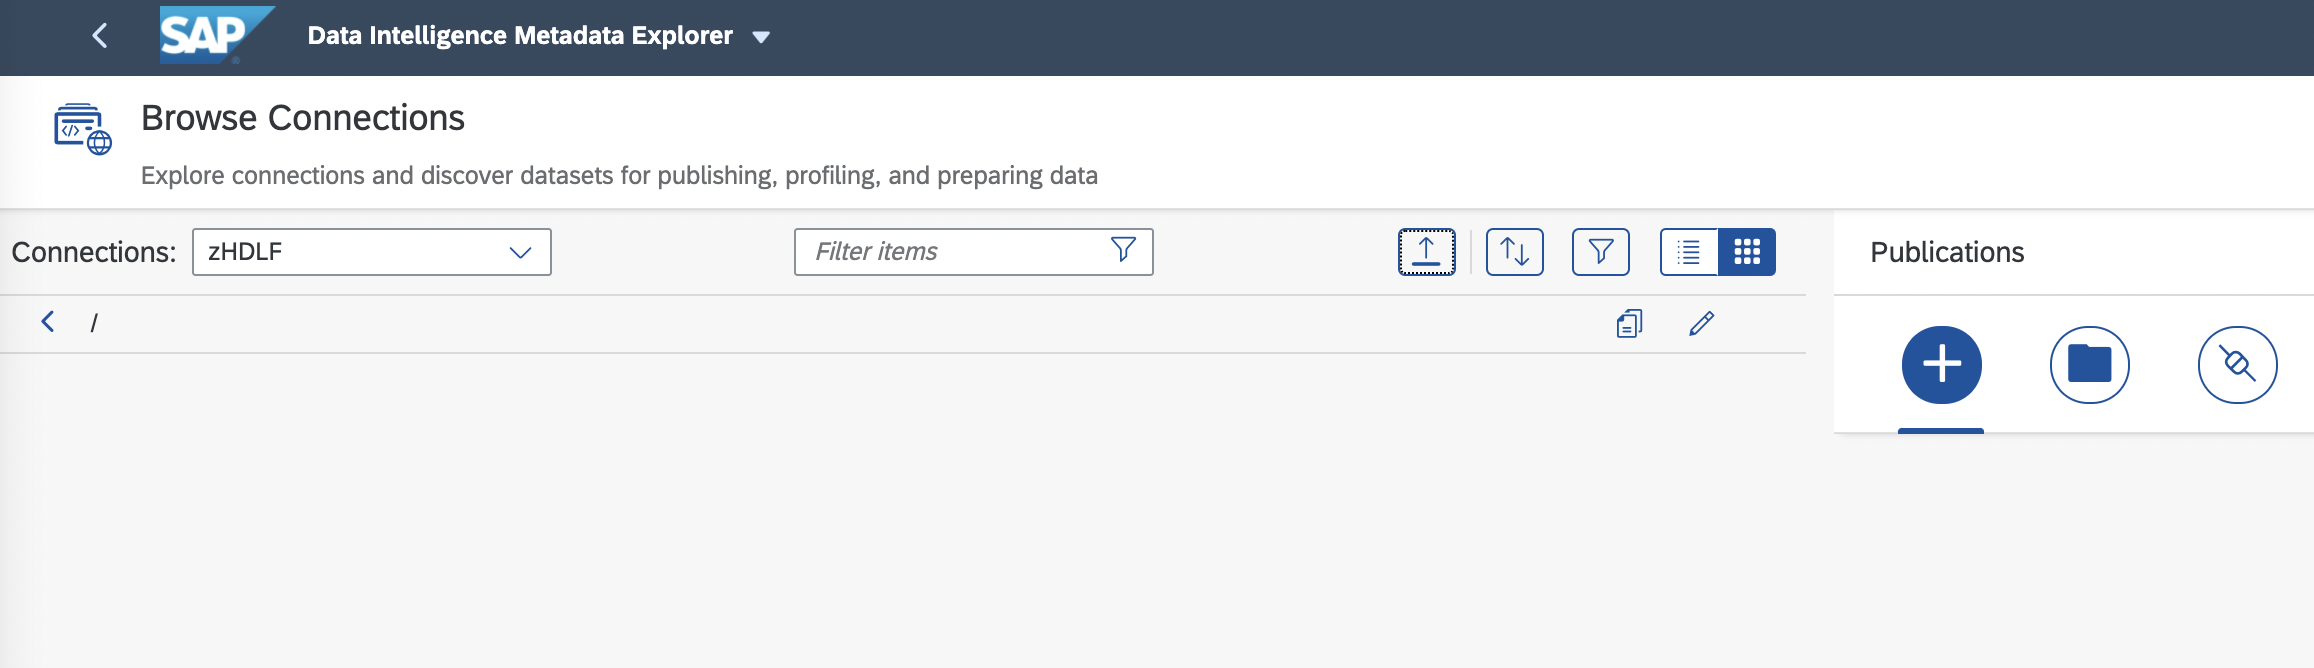 SAP
Data Intelligence Metadata Explorer
Browse Connections
Explore connections and discover datasets for publishing, profiling, and preparing data
Connections:
zHDLF
Filter items
Publications
/